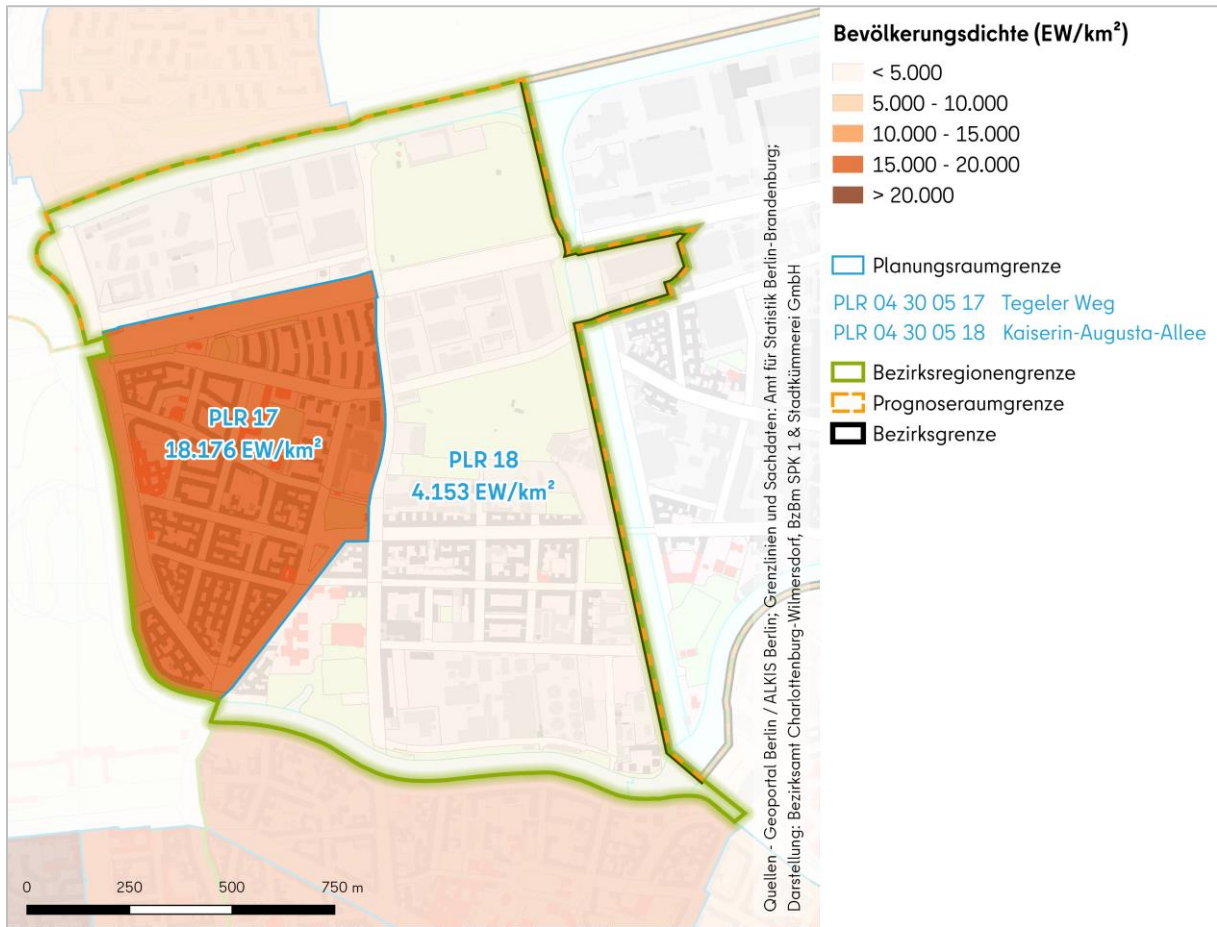 Bevölkerungsdichte (EW/km²)
< 5.000
5.000 - 10.000
10.000 - 15.000
15.000 - 20.000
> 20.000
Planungsraumgrenze
PLR 04 30 05 17 Tegeler Weg
PLR 04 30 05 18 Kaiserin-Augusta-Allee
Bezirksregionengrenze
Prognoseraumgrenze
Bezirksgrenze
PLR 17
18.176 EW/km²
PLR 18
4.153 EW/km²
0 250 500 750 m
Quellen - Geoportal Berlin / ALKIS Berlin; Grenzlinien und Sachdaten: Amt für Statistik Berlin-Brandenburg;
Darstellung: Bezirksamt Charlottenburg-Wilmersdorf, BzBm SPK 1 & Stadtkümmerei GmbH